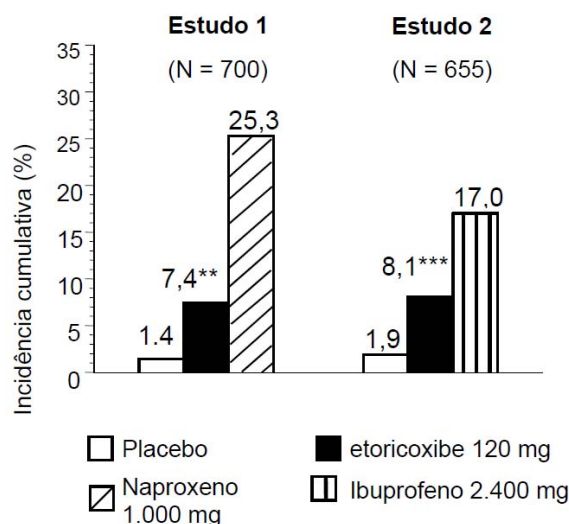 Estudo 1
(N = 700)
Estudo 2
(N = 655)
Incidência cumulativa (%)
35
30
25
20
15
10
5
0
1.4
7,4**
25,3
1,9
8,1***
17,0
Placebo
etoricoxibe 120 mg
Naproxeno
1.000 mg
Ibuprofeno 2.400 mg